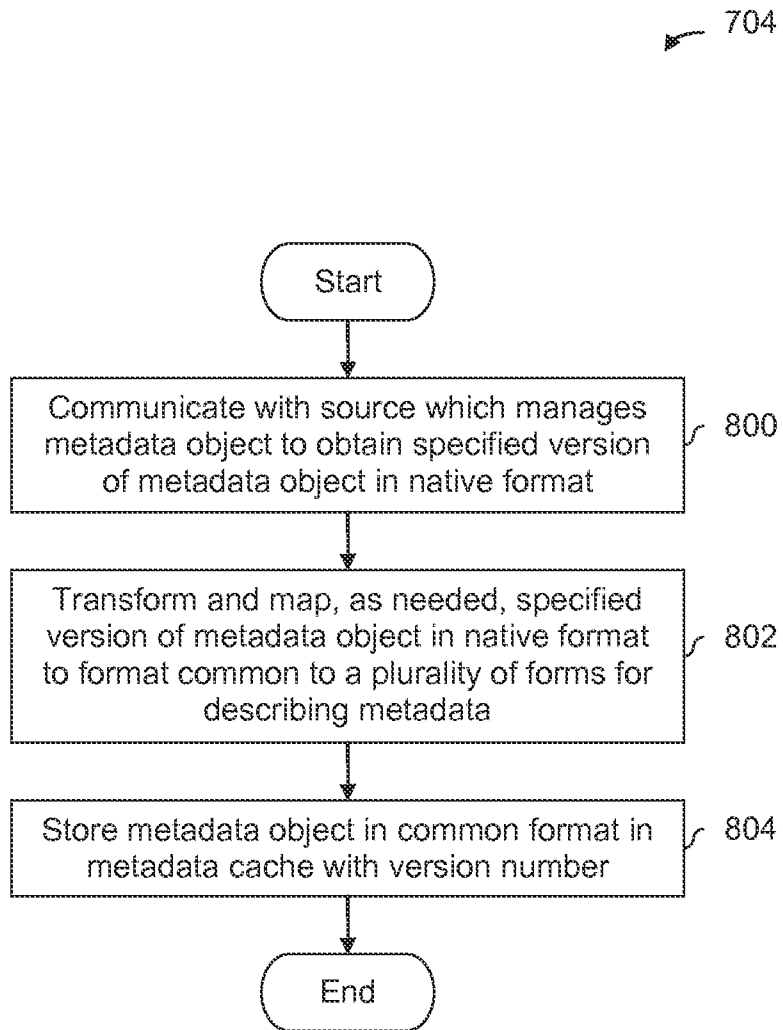 704
Start
Communicate with source which manages
metadata object to obtain specified version
of metadata object in native format
800
Transform and map, as needed, specified
version of metadata object in native format
to format common to a plurality of forms for
describing metadata
802
Store metadata object in common format in
metadata cache with version number
804
End